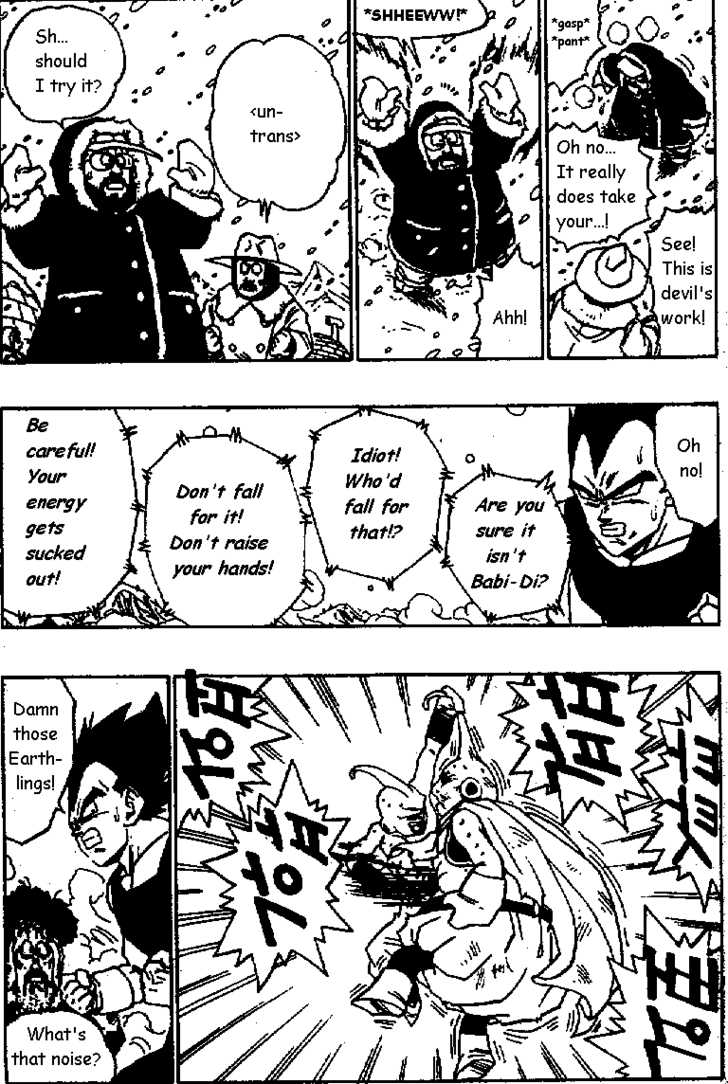 Sh...
should
I try it?
<un-
trans>
*SHHEEWW!*
Ahh!
*gasp*
*pant*
Oh no...
It really
does take
your...!
See!
This is
devil's
work!
Be
careful!
Your
energy
gets
sucked
out!
Don't fall
for it!
Don't raise
your hands!
Idiot!
Who'd
fall for
that!?
Are you
sure it
isn't
Babi-Di?
Oh
no!
Damn
those
Earth-
lings!
What's
that noise?